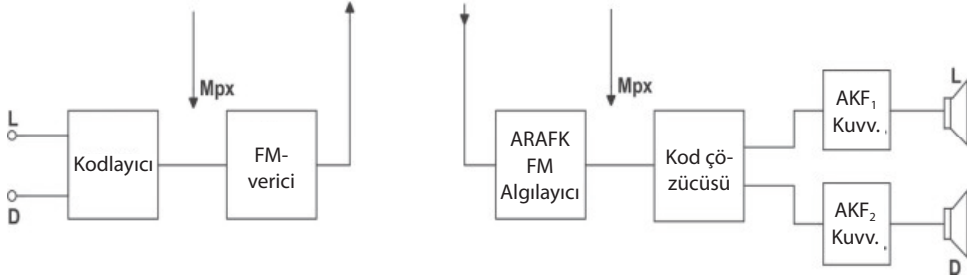 L
D
Kodlayıcı
Mpx
FM-
verici
ARAFK
FM
Algılayıcı
Mpx
Kod çö-
zücüsü
AKF₁
Kuvv.
L
AKF₂
Kuvv.
D